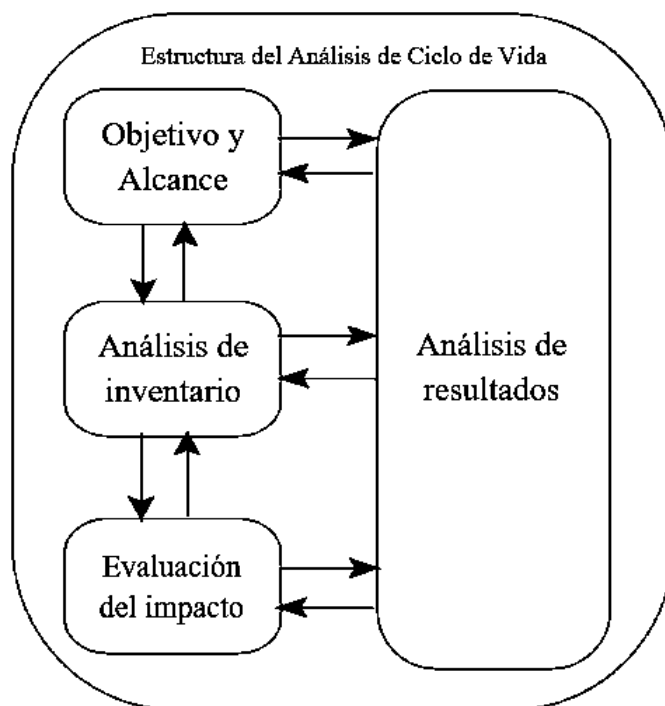 Estructura del Análisis de Ciclo de Vida
Objetivo y
Alcance
Análisis de
inventario
Evaluación
del impacto
Análisis de
resultados